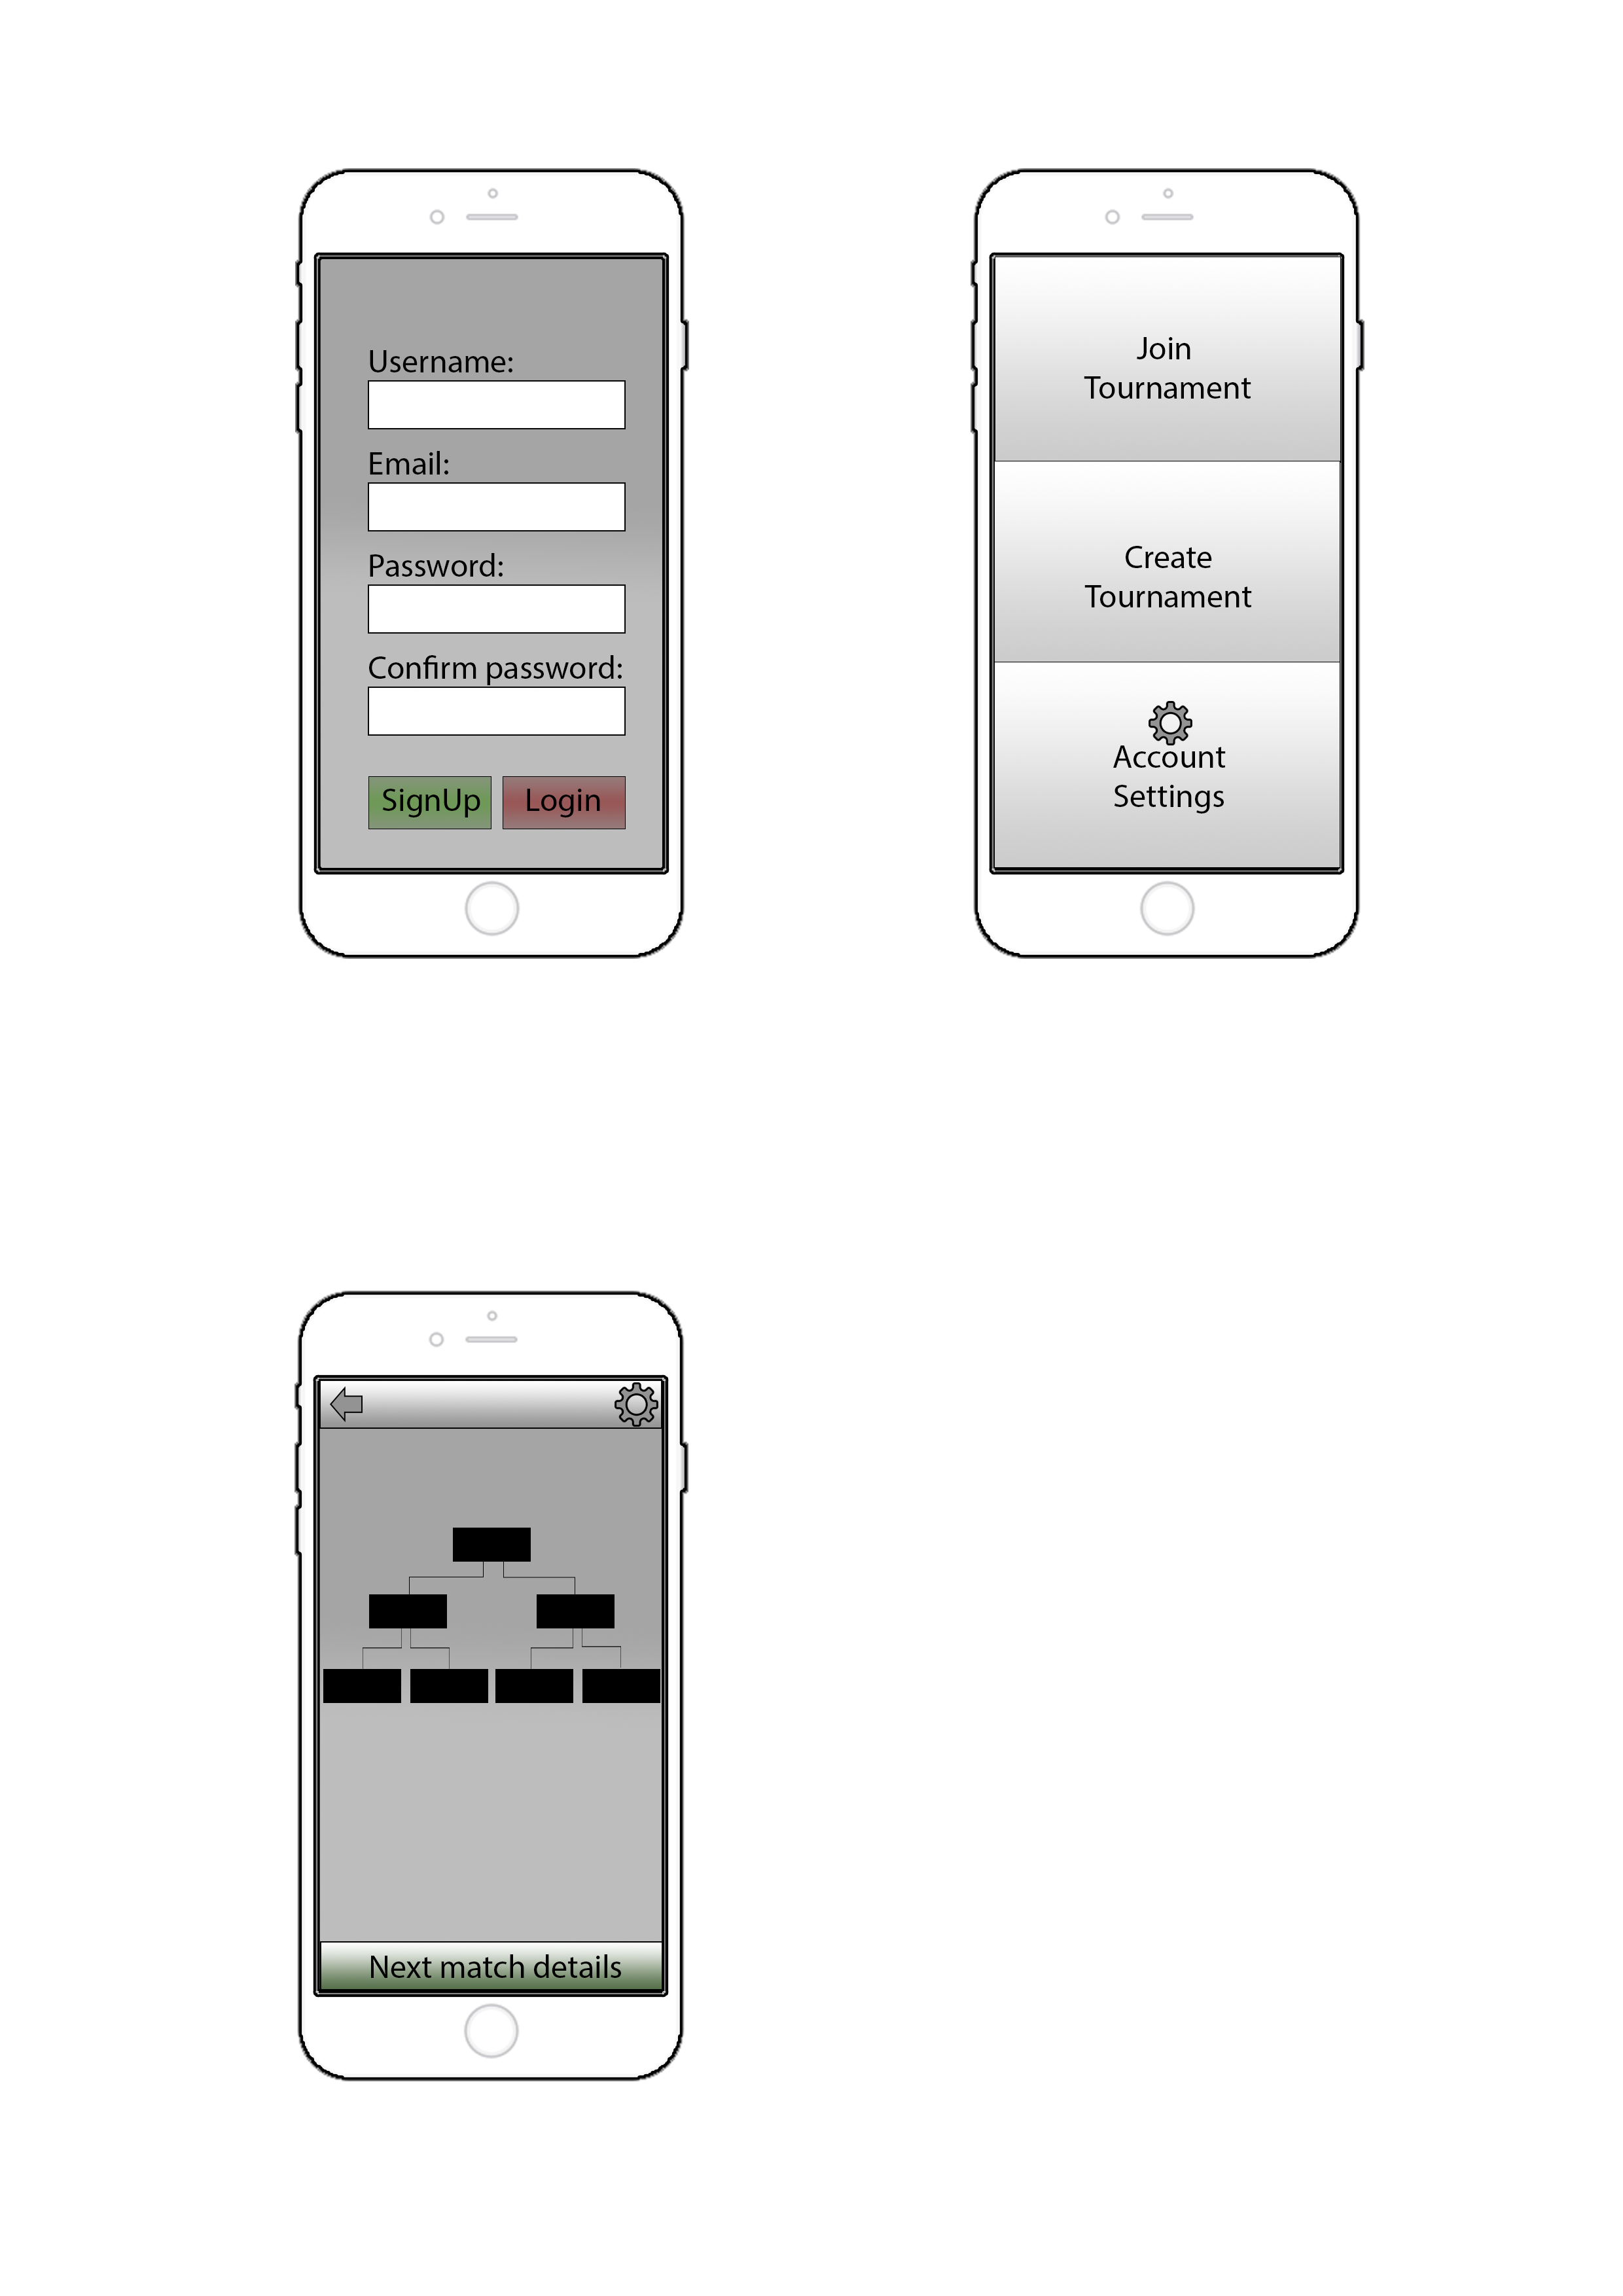 Username:
Email:
Password:
Confirm password:
SignUp Login
Join
Tournament
Create
Tournament
Account
Settings
Next match details